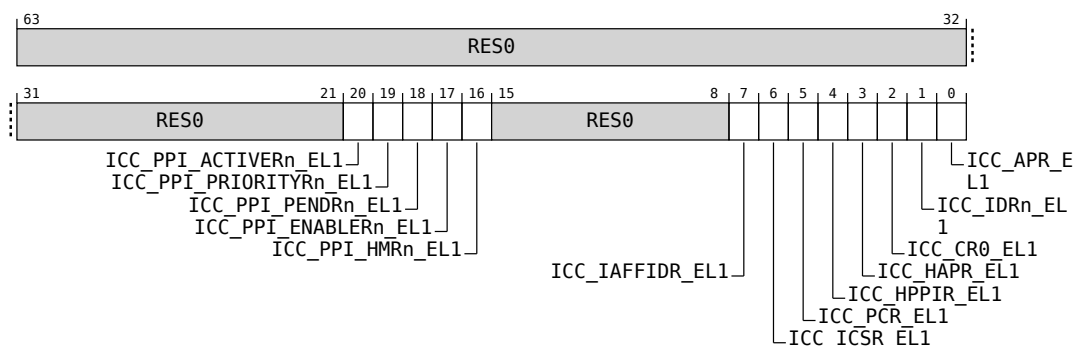 63 32
RES0
31 21 20 19 18 17 16 15 8 7 6 5 4 3 2 1 0
RES0 RES0
ICC_PPI_ACTIVERn_EL1 ICC_APR_E
L1
ICC_PPI_PRIORITYRn_EL1
ICC_PPI_PENDRn_EL1 ICC_IDRn_EL
1
ICC_PPI_ENABLERn_EL1
ICC_PPI_HMRn_EL1 ICC_CR0_EL1
ICC_IAFFIDR_EL1 ICC_HAPR_EL1
ICC_HPPIR_EL1
ICC_PCR_EL1
ICC_ICSR_EL1